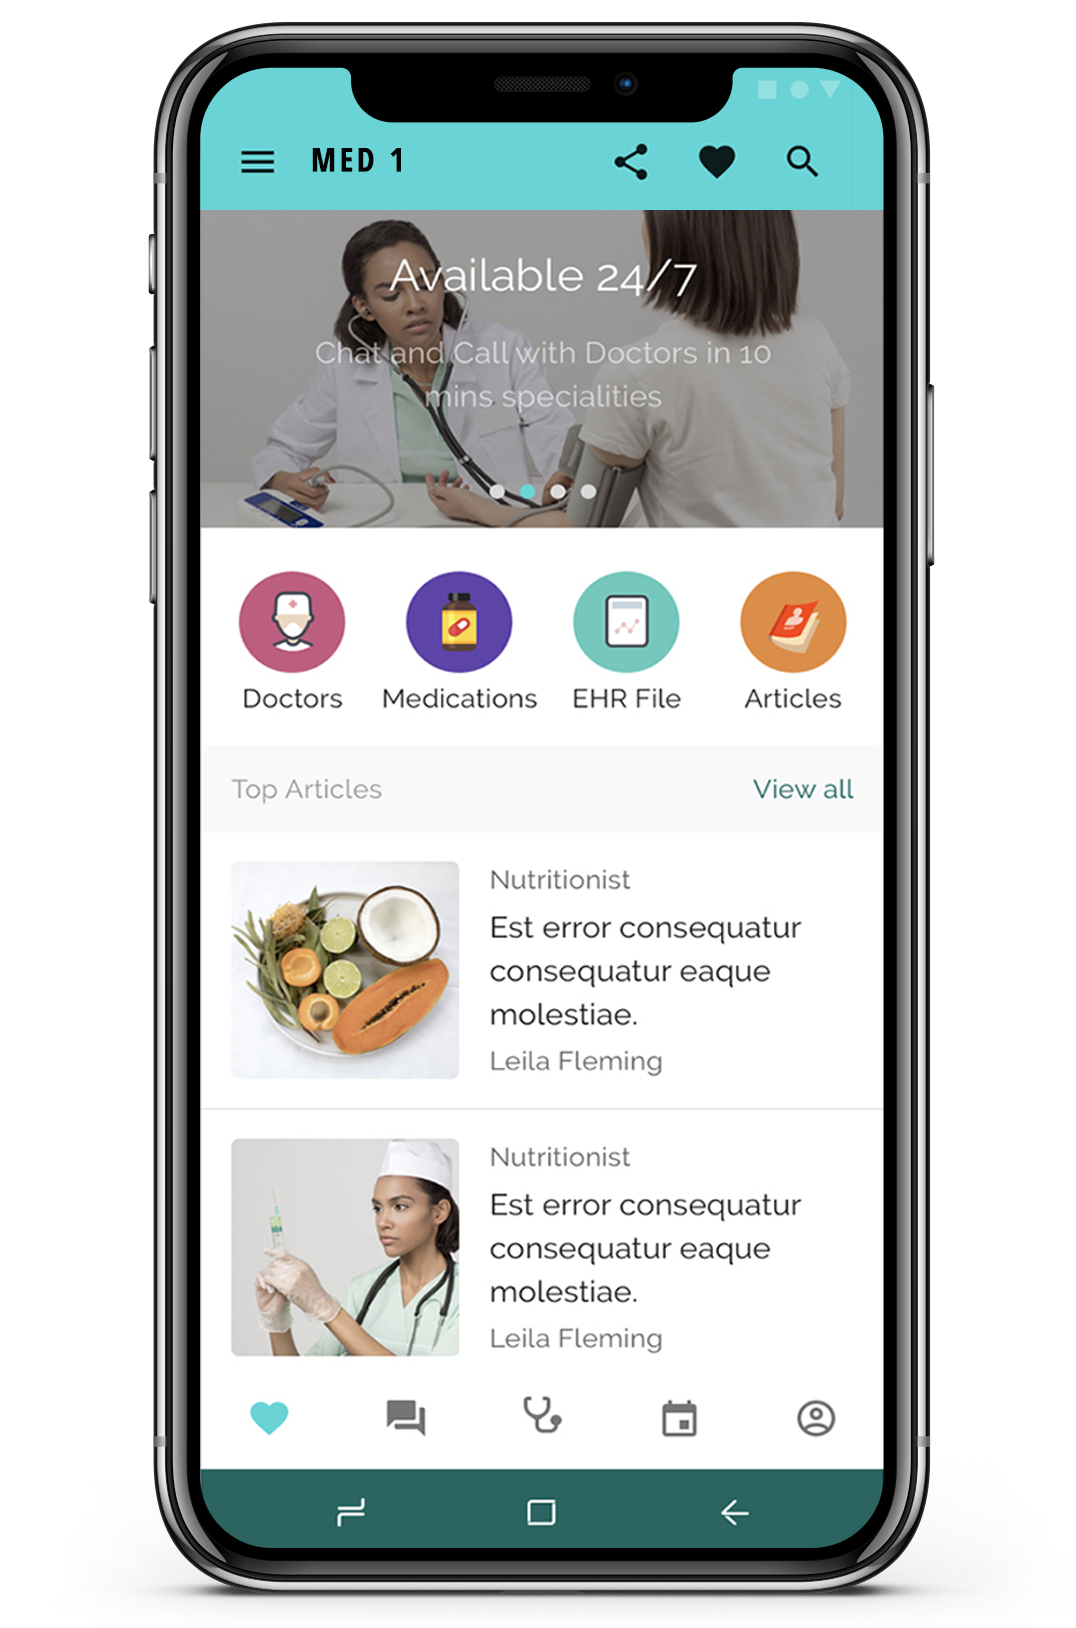 MED 1
Available 24/7
Chat and Call with Doctors in 10
mins specialities
Doctors
Medications
EHR File
Articles
Top Articles
View all
Nutritionist
Est error consequatur
consequatur eaque
molestiae.
Leila Fleming
Nutritionist
Est error consequatur
consequatur eaque
molestiae.
Leila Fleming